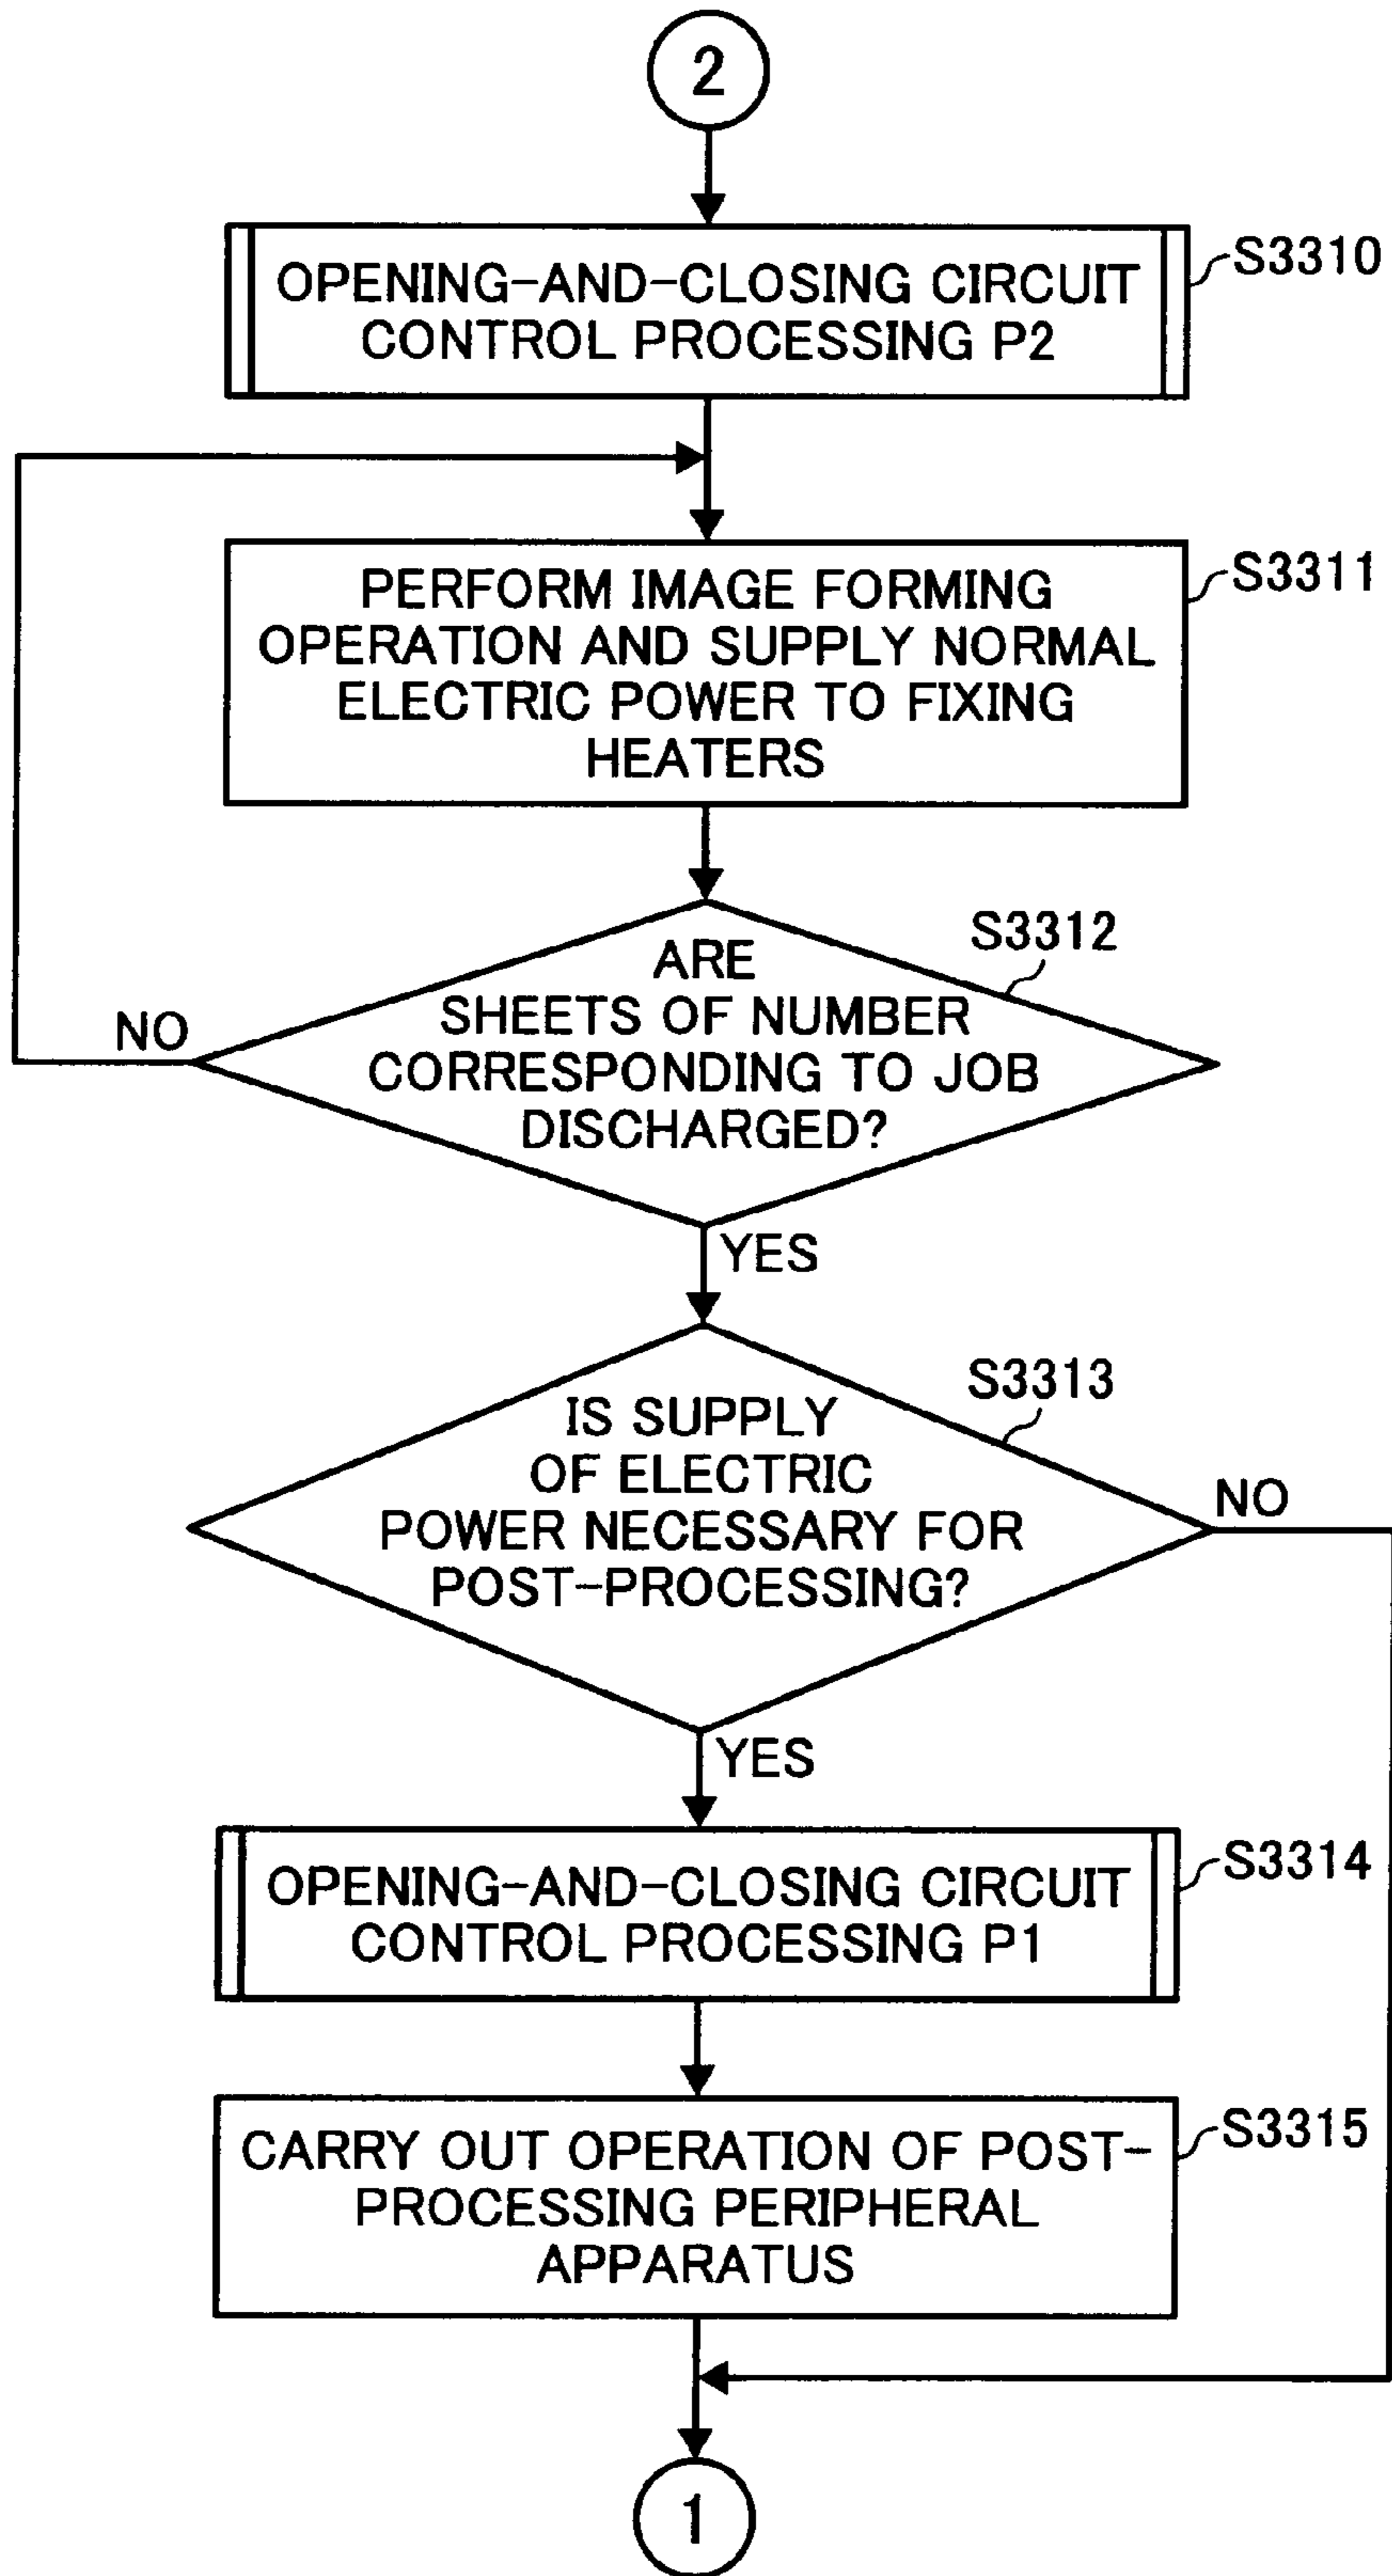 2
OPENING-AND-CLOSING CIRCUIT
CONTROL PROCESSING P2
S3310
PERFORM IMAGE FORMING
OPERATION AND SUPPLY NORMAL
ELECTRIC POWER TO FIXING
HEATERS
S3311
S3312
ARE
SHEETS OF NUMBER
CORRESPONDING TO JOB
DISCHARGED?
NO
YES
S3313
IS SUPPLY
OF ELECTRIC
POWER NECESSARY FOR
POST-PROCESSING?
NO
YES
OPENING-AND-CLOSING CIRCUIT
CONTROL PROCESSING P1
S3314
CARRY OUT OPERATION OF POST-
PROCESSING PERIPHERAL
APPARATUS
S3315
1